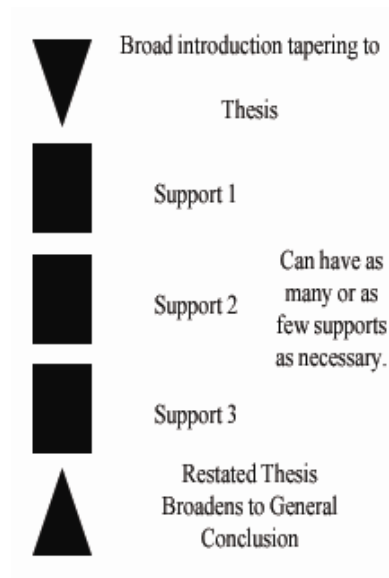 Broad introduction tapering to
Thesis
Support 1
Support 2
Can have as
many or as
few supports
as necessary.
Support 3
Restated Thesis
Broadens to General
Conclusion